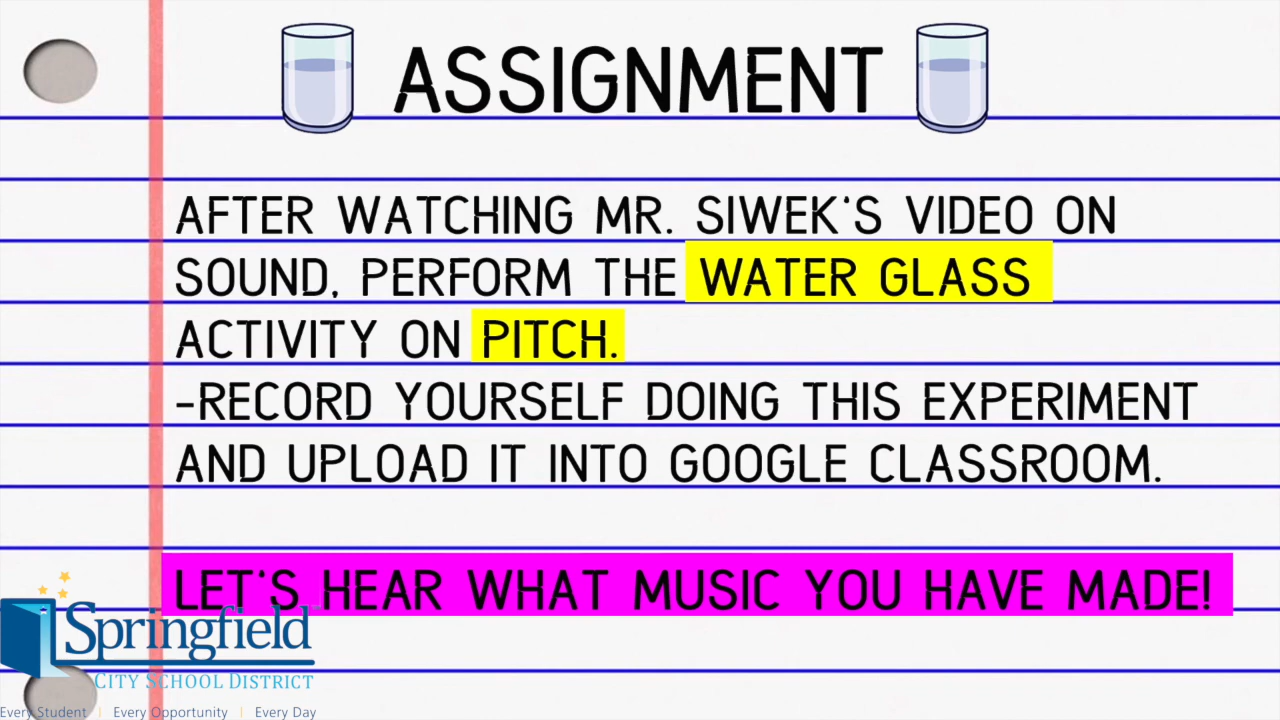 ASSIGNMENT
AFTER WATCHING MR. SIWEK'S VIDEO ON
SOUND, PERFORM THE WATER GLASS
ACTIVITY ON PITCH.
-RECORD YOURSELF DOING THIS EXPERIMENT
AND UPLOAD IT INTO GOOGLE CLASSROOM.
LET'S HEAR WHAT MUSIC YOU HAVE MADE!
Springfield
CITY SCHOOL DISTRICT
Every Student | Every Opportunity | Every Day